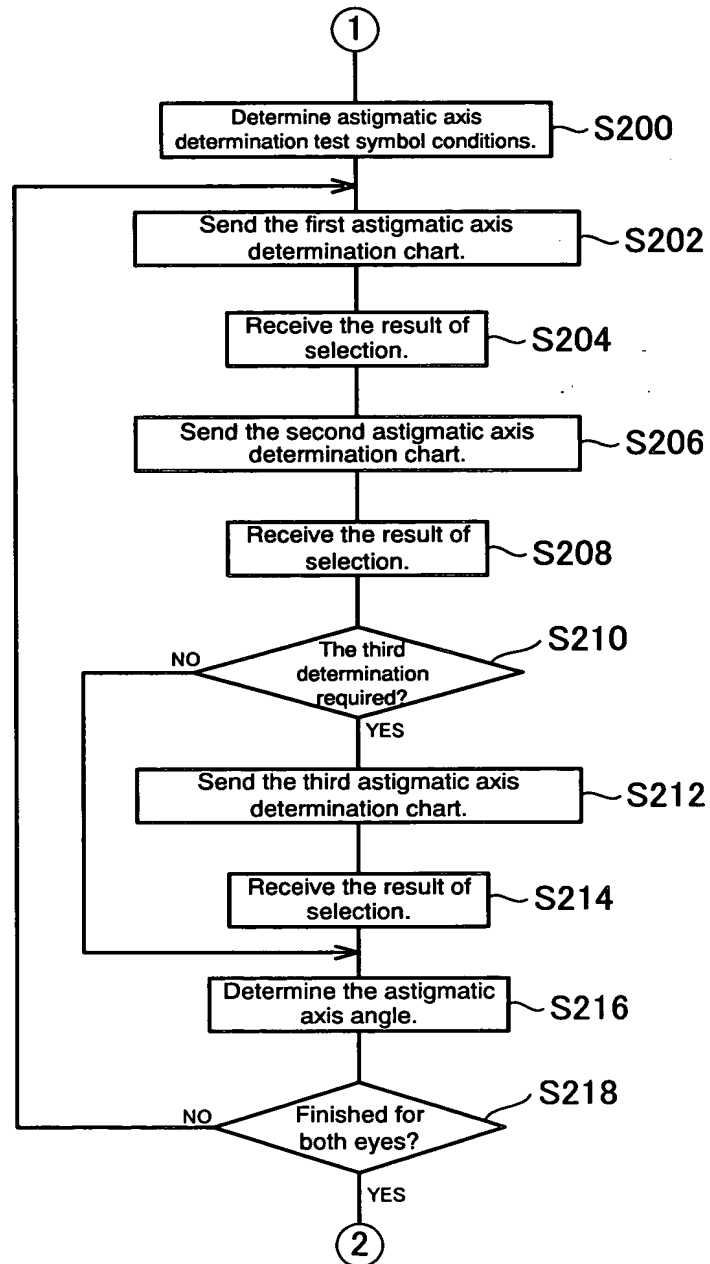 1
Determine astigmatic axis
determination test symbol conditions.
S200
Send the first astigmatic axis
determination chart.
S202
Receive the result of
selection.
S204
Send the second astigmatic axis
determination chart.
S206
Receive the result of
selection.
S208
The third
determination
required?
S210
NO
YES
Send the third astigmatic axis
determination chart.
S212
Receive the result of
selection.
S214
Determine the astigmatic
axis angle.
S216
Finished for
both eyes?
S218
NO
YES
2